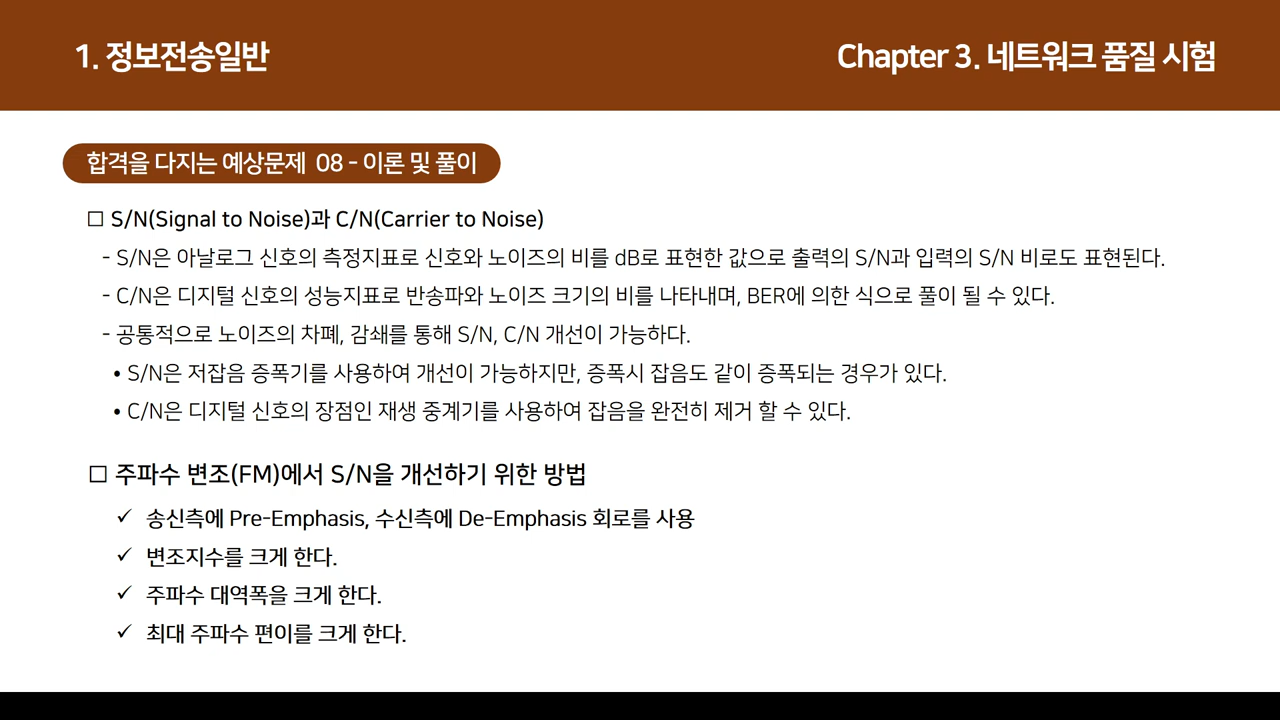 1. 정보전송일반
Chapter 3. 네트워크 품질 시험
합격을 다지는 예상문제 08 - 이론 및 풀이
□ S/N(Signal to Noise)과 C/N(Carrier to Noise)
- S/N은 아날로그 신호의 측정지표로 신호와 노이즈의 비를 dB로 표현한 값으로 출력의 S/N과 입력의 S/N 비로도 표현된다.
- C/N은 디지털 신호의 성능지표로 반송파와 노이즈 크기의 비를 나타내며, BER에 의한 식으로 풀이 될 수 있다.
- 공통적으로 노이즈의 차폐, 감쇄를 통해 S/N, C/N 개선이 가능하다.
• S/N은 저잡음 증폭기를 사용하여 개선이 가능하지만, 증폭시 잡음도 같이 증폭되는 경우가 있다.
• C/N은 디지털 신호의 장점인 재생 중계기를 사용하여 잡음을 완전히 제거 할 수 있다.
□ 주파수 변조(FM)에서 S/N을 개선하기 위한 방법
✓ 송신측에 Pre-Emphasis, 수신측에 De-Emphasis 회로를 사용
✓ 변조지수를 크게 한다.
✓ 주파수 대역폭을 크게 한다.
✓ 최대 주파수 편이를 크게 한다.